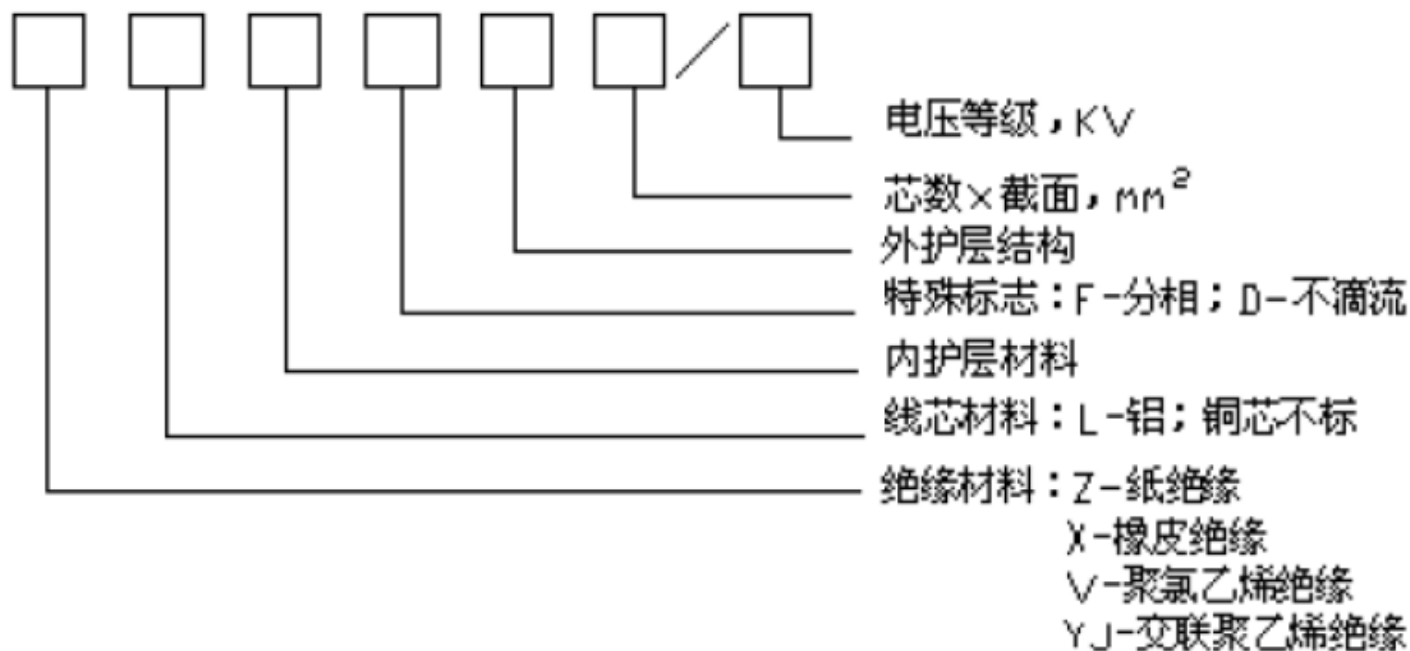 电压等级，KV
芯数×截面，mm²
外护层结构
特殊标志：F-分相；D-不滴流
内护层材料
线芯材料：L-铝；铜芯不标
绝缘材料：Z-纸绝缘
X-橡皮绝缘
V-聚氯乙烯绝缘
YJ-交联聚乙烯绝缘